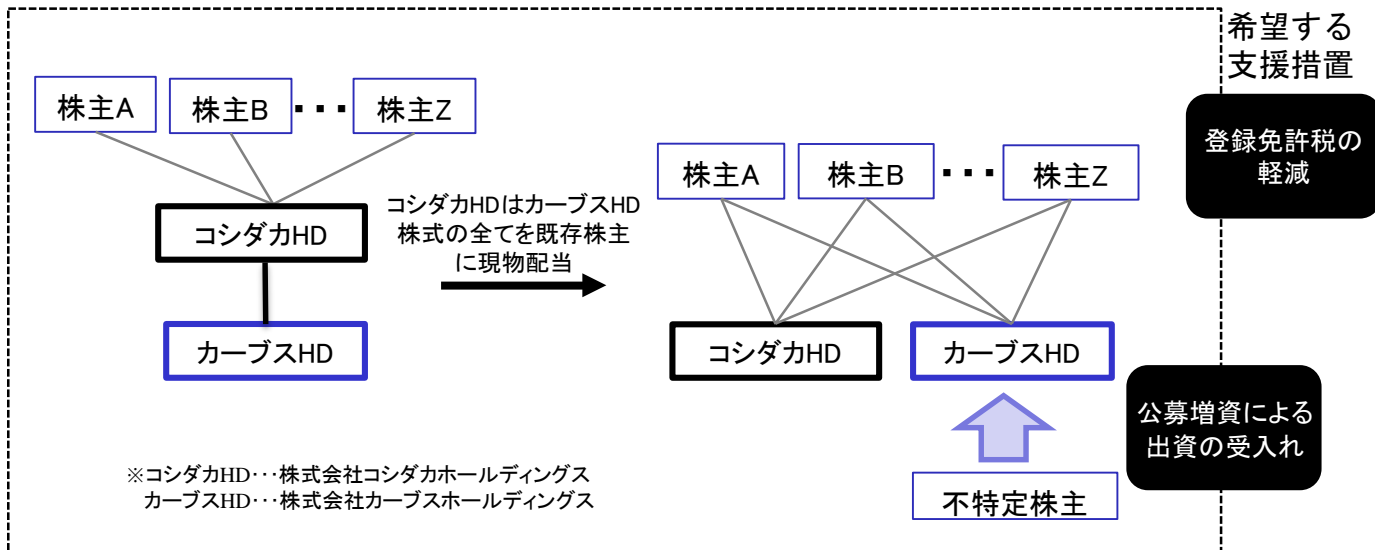 希望する
支援措置
株主A
株主B
・・・
株主Z
登録免許税の
軽減
コシダカHD
カーブスHD
コシダカHDはカーブスHD
株式の全てを既存株主
に現物配当
株主A
株主B
・・・
株主Z
コシダカHD
カーブスHD
公募増資による
出資の受入れ
不特定株主
※コシダカHD・・・株式会社コシダカホールディングス
カーブスHD・・・株式会社カーブスホールディングス